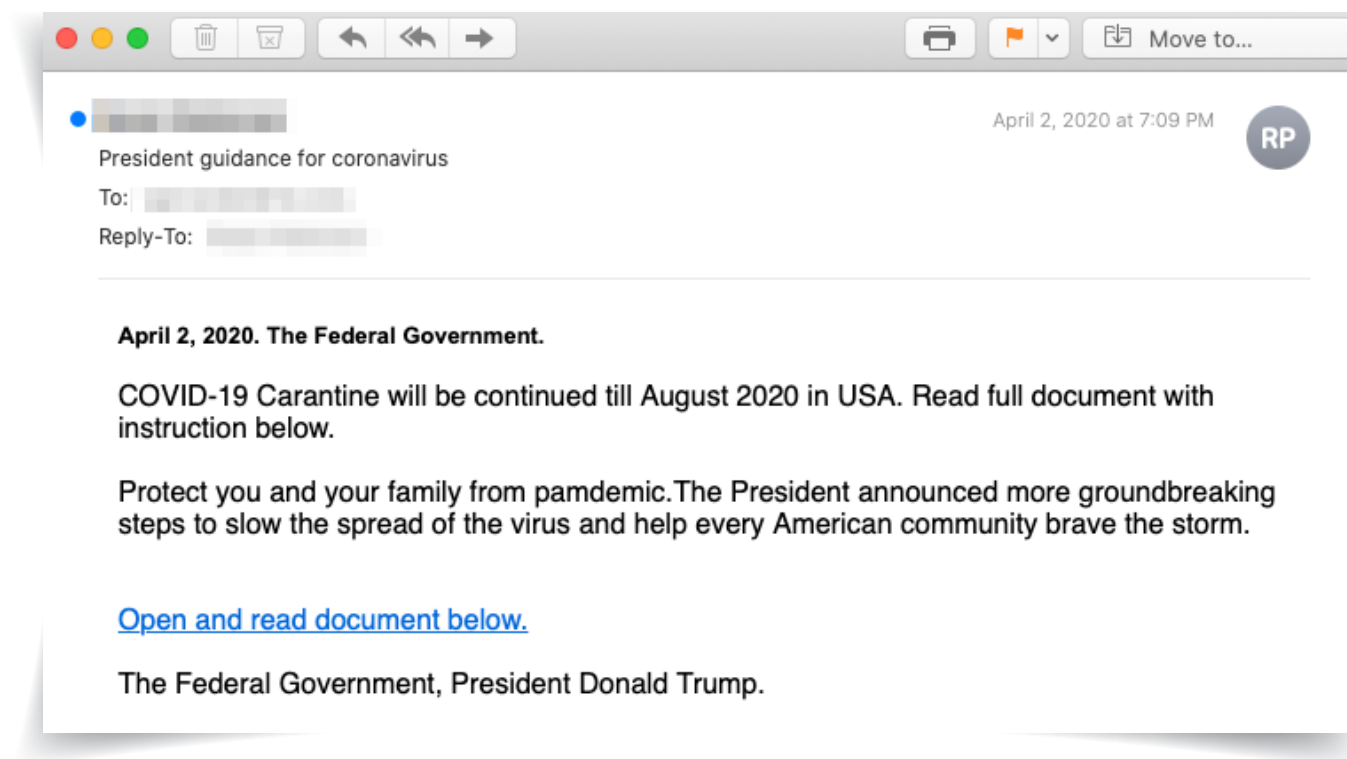 Move to...
April 2, 2020 at 7:09 PM
RP
President guidance for coronavirus
To:
Reply-To:
April 2, 2020. The Federal Government.
COVID-19 Carantine will be continued till August 2020 in USA. Read full document with
instruction below.
Protect you and your family from pamdemic.The President announced more groundbreaking
steps to slow the spread of the virus and help every American community brave the storm.
Open and read document below.
The Federal Government, President Donald Trump.